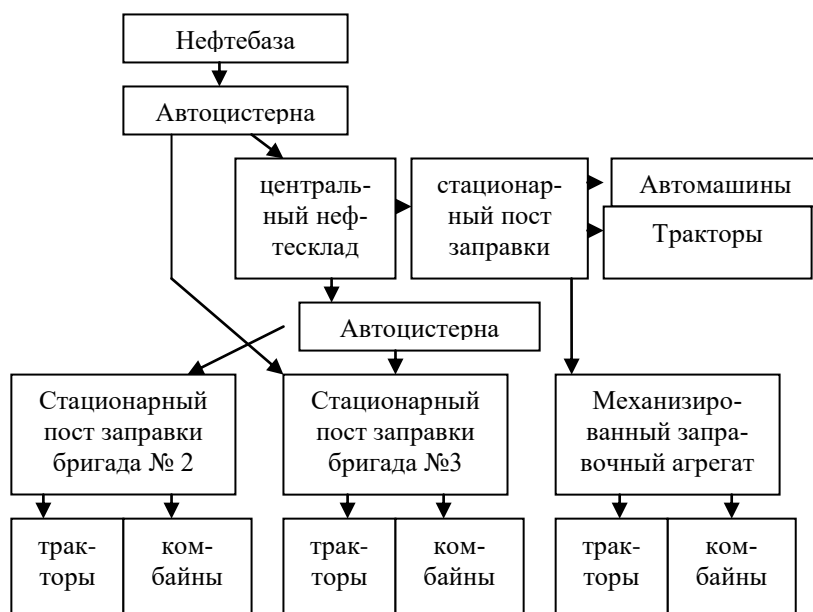 Нефтебаза
Автоцистерна
централь-
ный неф-
тесклад
стационар-
ный пост
заправки
Автомашины
Тракторы
Автоцистерна
Стационарный
пост заправки
бригада № 2
Стационарный
пост заправки
бригада №3
Механизиро-
ванный запра-
вочный агрегат
трак-
торы
ком-
байны
трак-
торы
ком-
байны
трак-
торы
ком-
байны